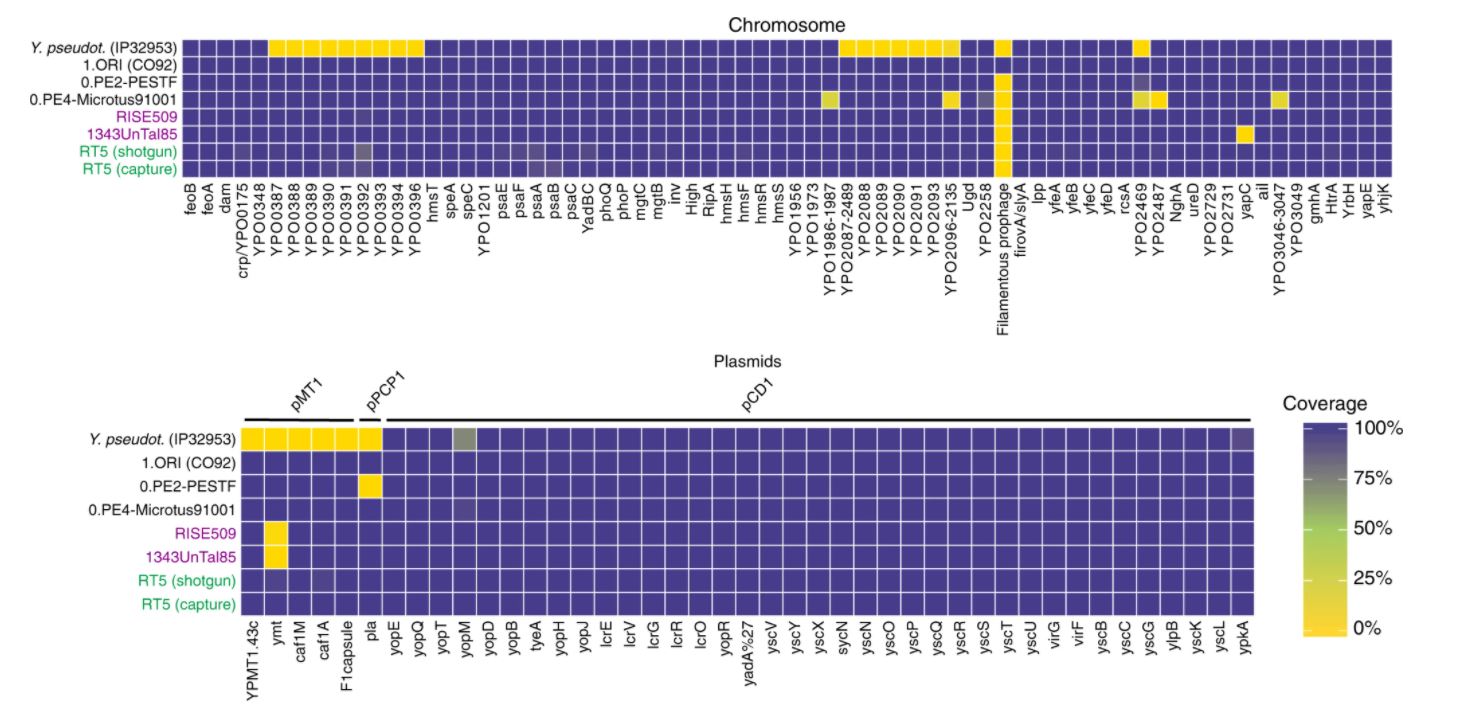 Chromosome
Y. pseudot. (IP32953)
1.ORI (CO92)
0.PE2-PESTF
0.PE4-Microtus91001
RISE509
1343UnTal85
RT5 (shotgun)
RT5 (capture)
feoB
feoA
dam
crp/YPO0175
YPO0348
YPO0387
YPO0388
YPO0389
YPO0390
YPO0391
YPO0392
YPO0393
YPO0394
YPO0396
hmsT
speA
speC
YPO1201
psaE
psaF
psaA
psaB
psaC
YadBC
phoQ
phoP
mgtC
mgtB
inv
High
RipA
hmsH
hmsF
hmsR
hmsS
YPO1956
YPO1973
YPO1986-1987
YPO2087-2489
YPO2088
YPO2089
YPO2090
YPO2091
YPO2093
YPO2096-2135
Ugd
YPO2258
Filamentous prophage
firovA/slyA
lpp
yfeA
yfeB
yfeC
yfeD
rcsA
YPO2469
YPO2487
NghA
ureD
YPO2729
YPO2731
yapC
ail
YPO3046-3047
YPO3049
gmhA
HtrA
YrbH
yapE
yhjK
Plasmids
pMT1
pPCP1
pCD1
Y. pseudot. (IP32953)
1.ORI (CO92)
0.PE2-PESTF
0.PE4-Microtus91001
RISE509
1343UnTal85
RT5 (shotgun)
RT5 (capture)
YPMT1.43c
ymt
caf1M
caf1A
F1capsule
pla
yopE
yopQ
yopT
yopM
yopD
yopB
tyeA
yopH
yopJ
lcrE
lcrV
lcrG
lcrR
lcrO
yopR
yadA%27
yscV
yscY
yscX
sycN
yscN
yscO
yscP
yscQ
yscR
yscS
yscT
yscU
virG
virF
yscB
yscC
yscG
ylpB
yscK
yscL
ypkA
Coverage
100%
75%
50%
25%
0%